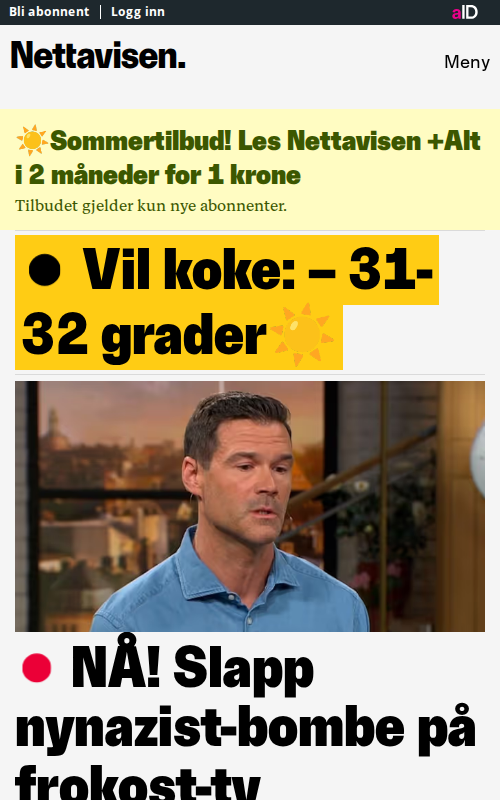 Bli abonnent | Logg inn
aID
Nettavisen.
Meny
☀️Sommertilbud! Les Nettavisen +Alt
i 2 måneder for 1 krone
Tilbudet gjelder kun nye abonnenter.
● Vil koke: – 31-
32 grader☀️
NÅ! Slapp
nynazist-bombe på
frokost-tv